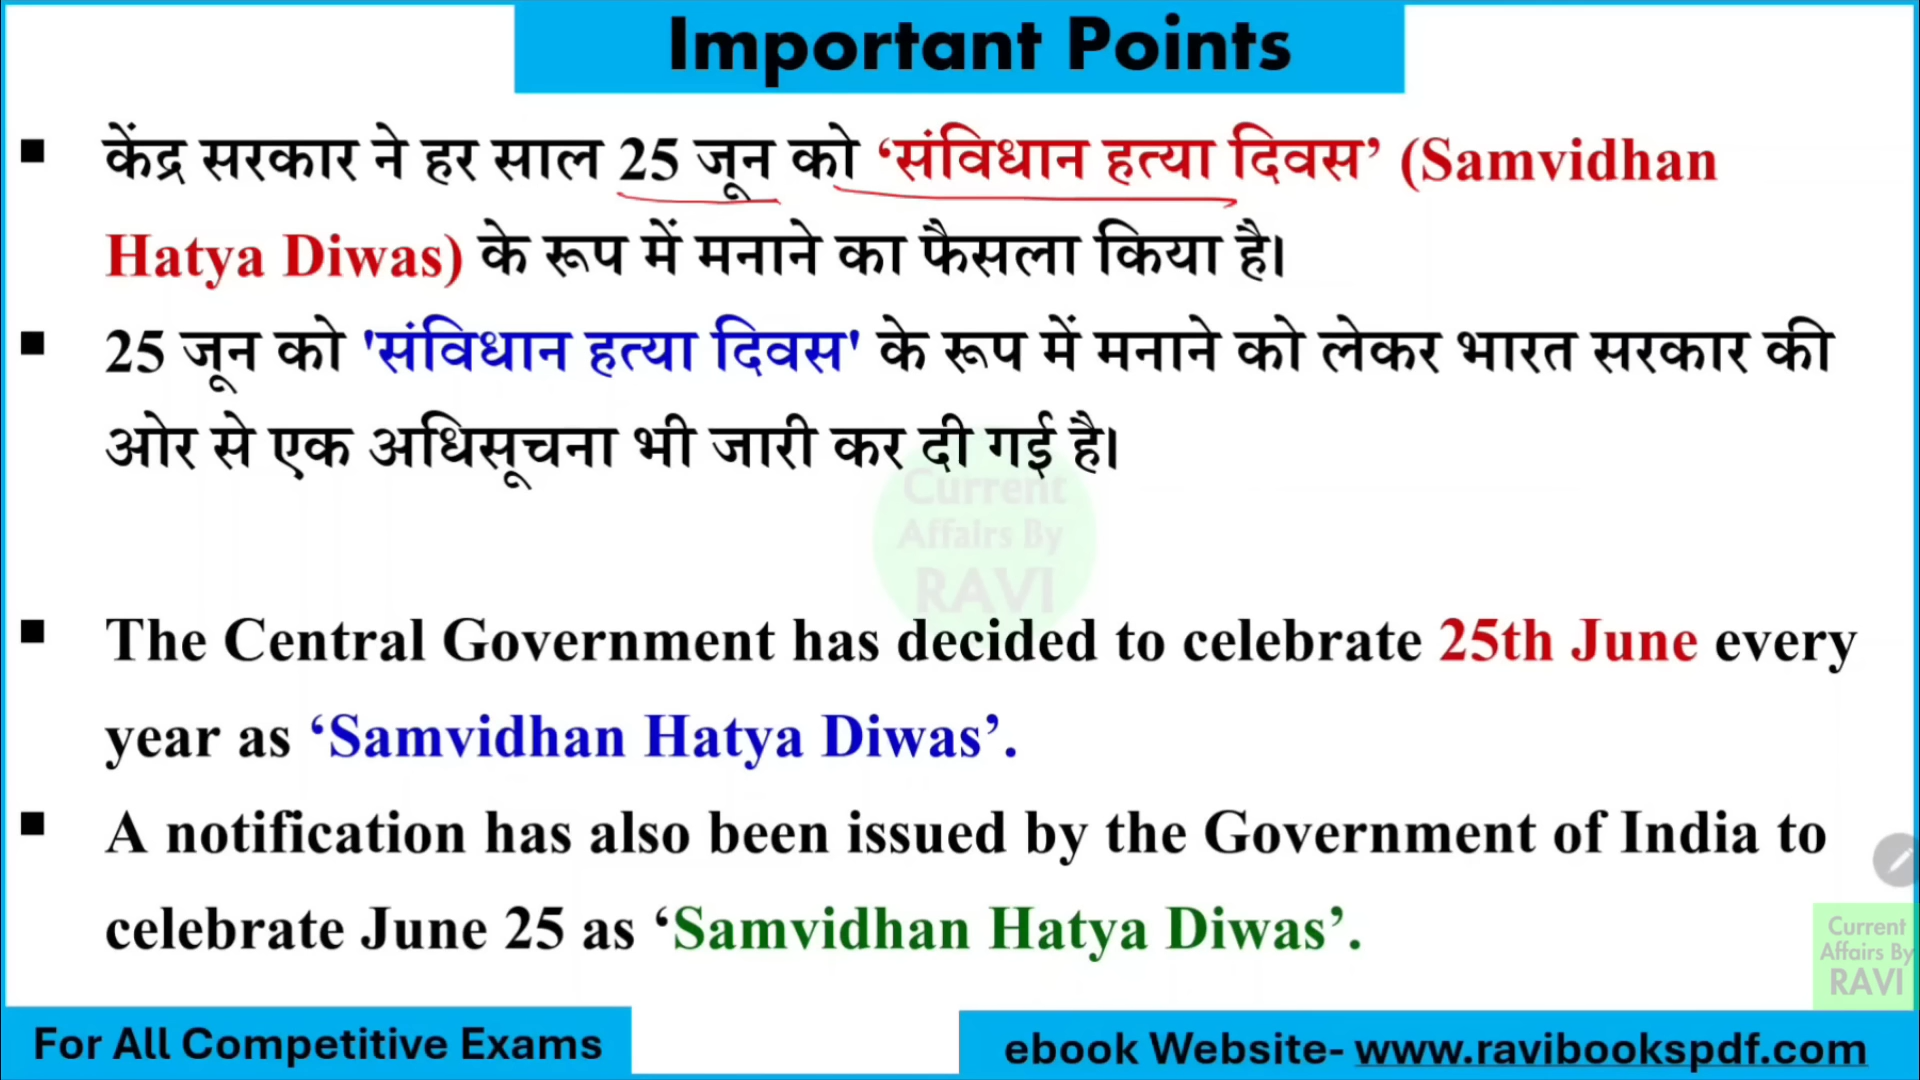 Important Points
▪ केंद्र सरकार ने हर साल 25 जून को ‘संविधान हत्या दिवस’ (Samvidhan
Hatya Diwas) के रूप में मनाने का फैसला किया है।
▪ 25 जून को 'संविधान हत्या दिवस' के रूप में मनाने को लेकर भारत सरकार की
ओर से एक अधिसूचना भी जारी कर दी गई है।
Current
Affairs By
RAVI
▪ The Central Government has decided to celebrate 25th June every
year as ‘Samvidhan Hatya Diwas’.
▪ A notification has also been issued by the Government of India to
celebrate June 25 as ‘Samvidhan Hatya Diwas’.
Current
Affairs By
RAVI
For All Competitive Exams
ebook Website- www.ravibookspdf.com